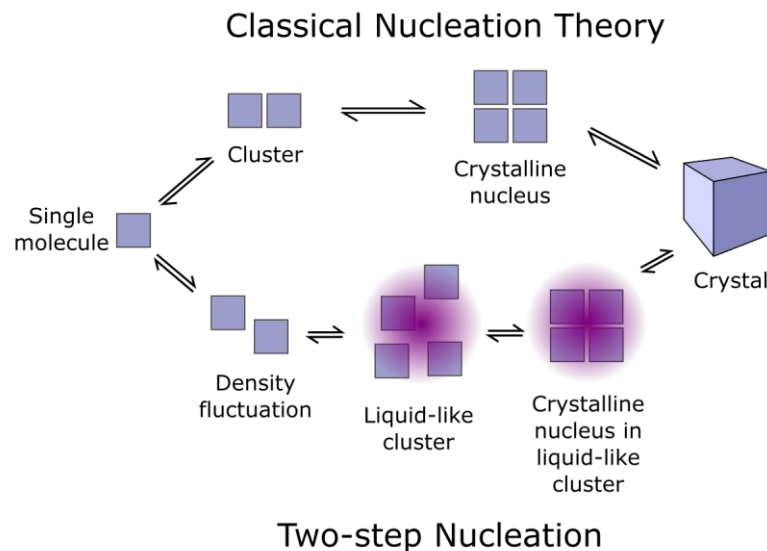 Classical Nucleation Theory
Cluster
Crystalline
nucleus
Single
molecule
Crystal
Density
fluctuation
Liquid-like
cluster
Crystalline
nucleus in
liquid-like
cluster
Two-step Nucleation